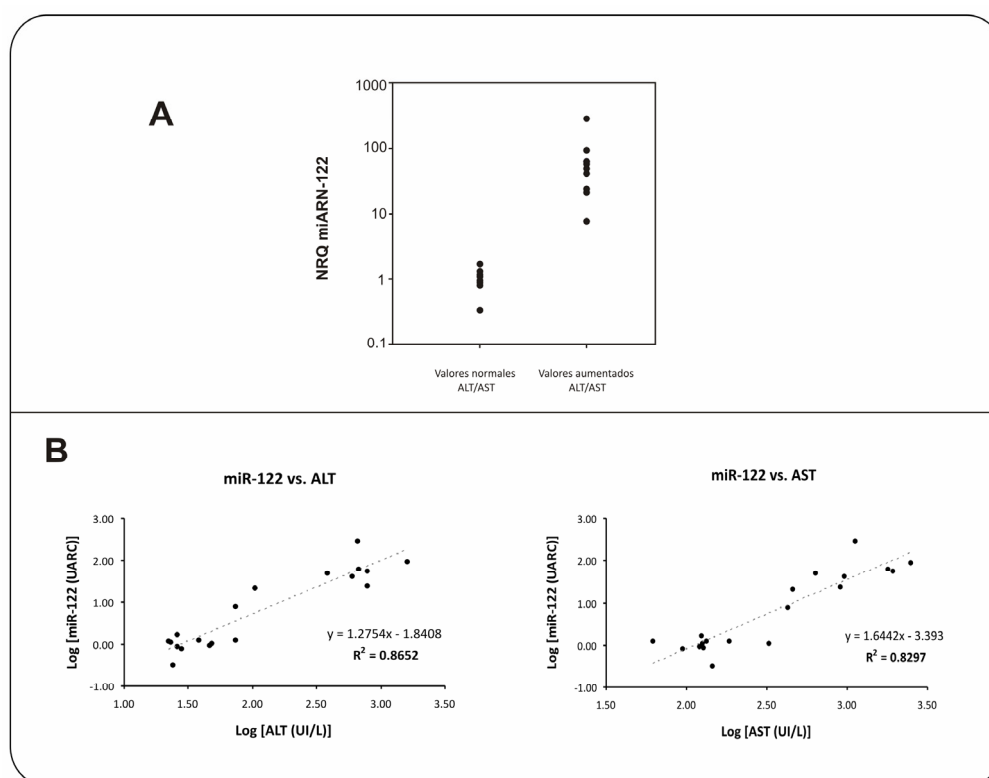 A
NRQ miARN-122
1000
100
10
1
0.1
Valores normales
ALT/AST
Valores aumentados
ALT/AST
B
miR-122 vs. ALT
Log [miR-122 (UARC)]
3.00
2.00
1.00
0.00
-1.00
1.00
1.50
2.00
2.50
3.00
3.50
y = 1.2754x - 1.8408
R² = 0.8652
Log [ALT (UI/L)]
miR-122 vs. AST
Log [miR-122 (UARC)]
3.00
2.00
1.00
0.00
-1.00
1.50
2.00
2.50
3.00
3.50
y = 1.6442x - 3.393
R² = 0.8297
Log [AST (UI/L)]